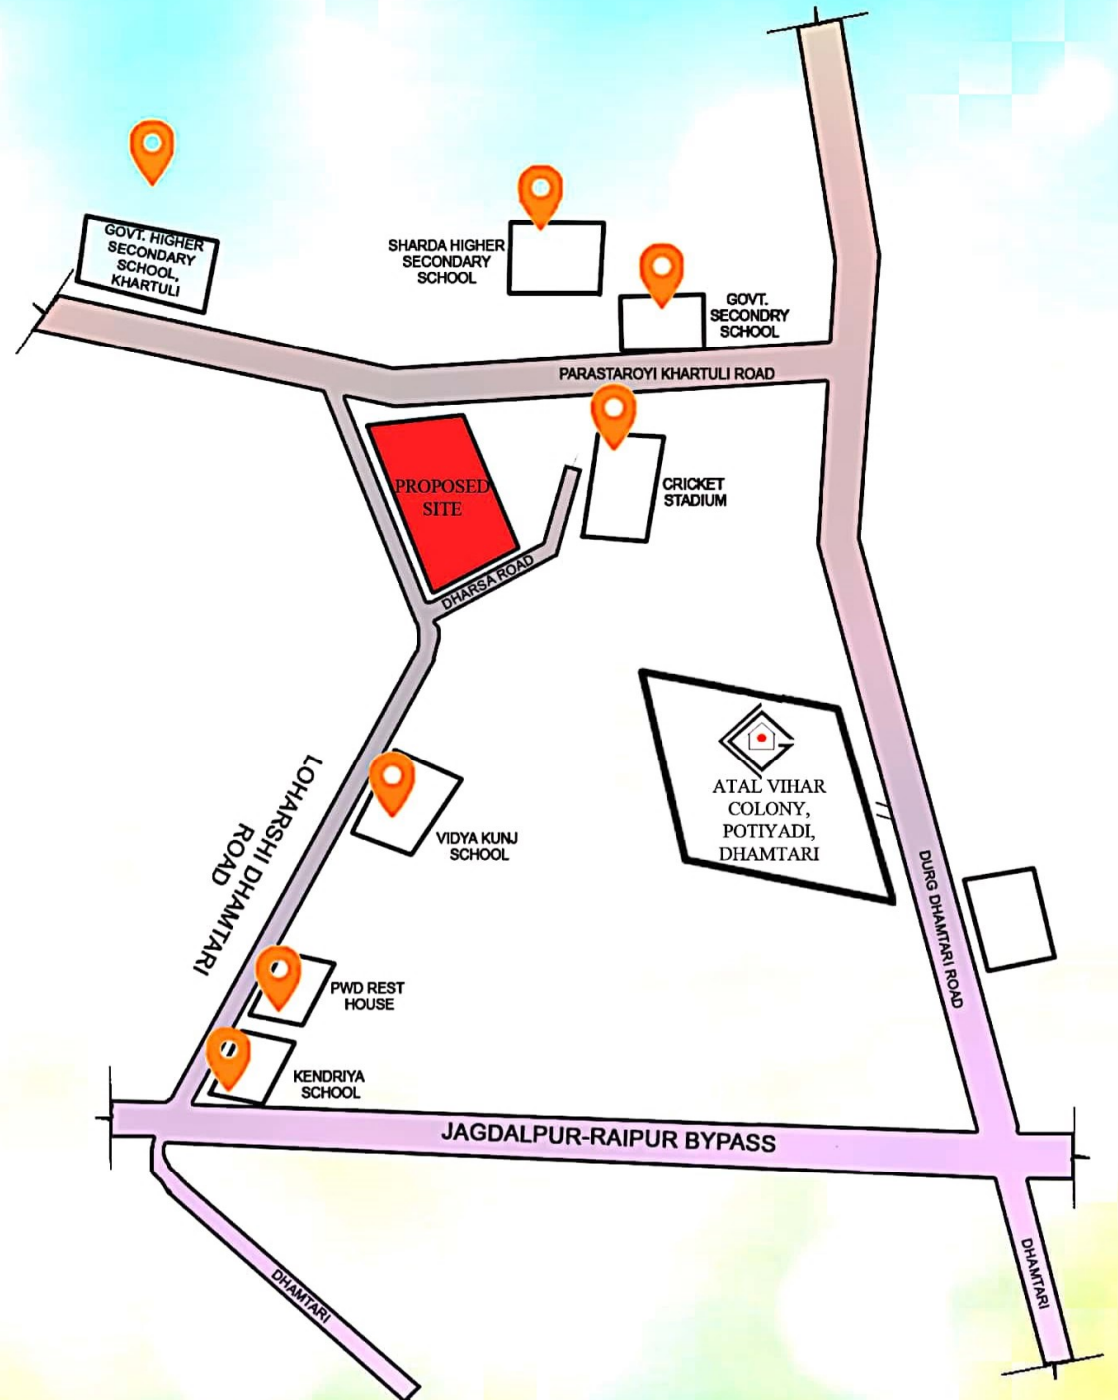 GOVT. HIGHER
SECONDARY
SCHOOL,
KHARTULI
SHARDA HIGHER
SECONDARY
SCHOOL
GOVT.
SECONDRY
SCHOOL
PARASTAROYI KHARTULI ROAD
PROPOSED
SITE
CRICKET
STADIUM
DHARSA ROAD
ATAL VIHAR
COLONY,
POTIYADI,
DHAMTARI
LOHARSHI DHAMTARI
ROAD
VIDYA KUNJ
SCHOOL
DURG DHAMTARI ROAD
PWD REST
HOUSE
KENDRIYA
SCHOOL
JAGDALPUR-RAIPUR BYPASS
DHAMTARI
DHAMTARI